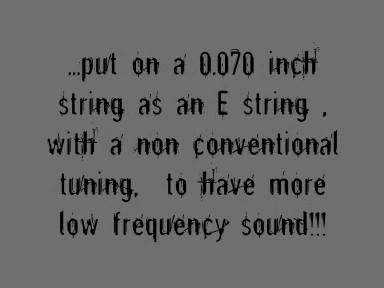 ...put on a 0.070 inch
string as an E string ,
with a non conventional
tuning, to have more
low frequency sound!!!